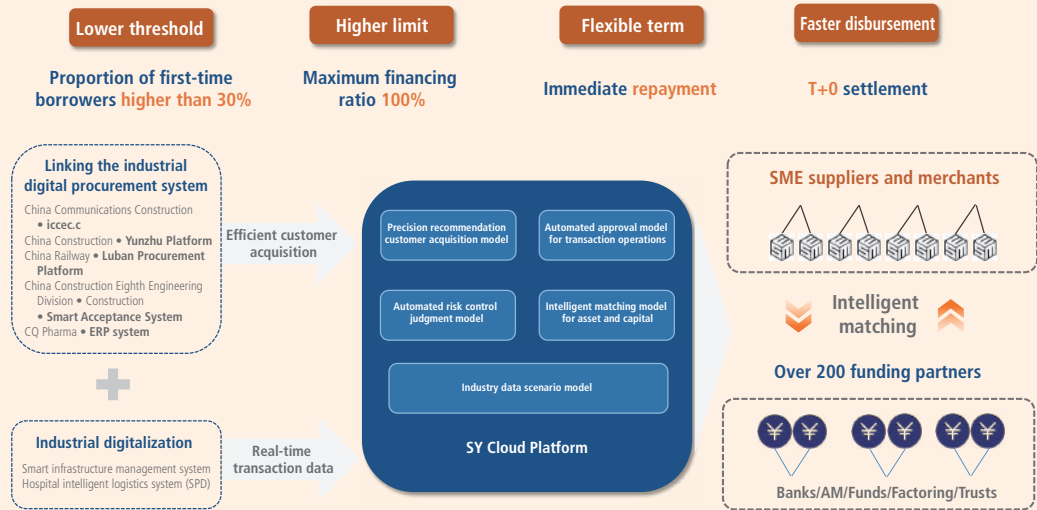 Lower threshold
Higher limit
Flexible term
Faster disbursement
Proportion of first-time
borrowers higher than 30%
Maximum financing
ratio 100%
Immediate repayment
T+0 settlement
Linking the industrial
digital procurement system
China Communications Construction
• iccec.c
China Construction • Yunzhu Platform
China Railway • Luban Procurement
Platform
China Construction Eighth Engineering
Division • Construction
• Smart Acceptance System
CQ Pharma • ERP system
Efficient customer
acquisition
Industrial digitalization
Smart infrastructure management system
Hospital intelligent logistics system (SPD)
Real-time
transaction data
Precision recommendation
customer acquisition model
Automated approval model
for transaction operations
Automated risk control
judgment model
Intelligent matching model
for asset and capital
Industry data scenario model
SY Cloud Platform
SME suppliers and merchants
Intelligent
matching
Over 200 funding partners
¥ ¥ ¥ ¥ ¥ ¥
Banks/AM/Funds/Factoring/Trusts